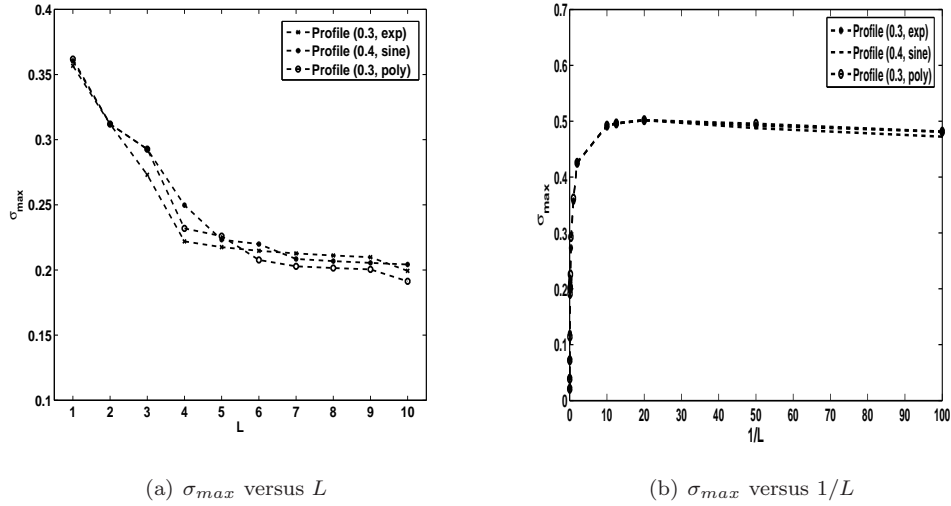 0.4
0.35
0.3
0.25
0.2
0.15
0.1
σmax
1 2 3 4 5 6 7 8 9 10
L
Profile (0.3, exp)
Profile (0.4, sine)
Profile (0.3, poly)
(a) σmax versus L
0.7
0.6
0.5
0.4
0.3
0.2
0.1
0
σmax
0 10 20 30 40 50 60 70 80 90 100
1/L
Profile (0.3, exp)
Profile (0.4, sine)
Profile (0.3, poly)
(b) σmax versus 1/L